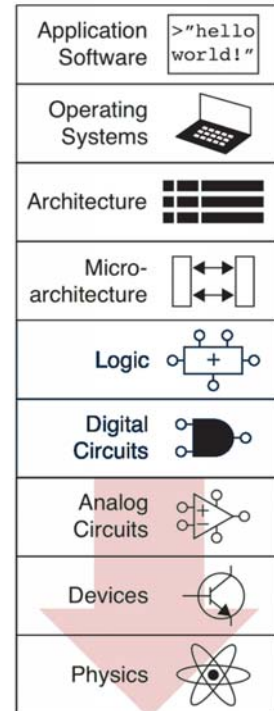 Application
Software
>"hello
world!"
Operating
Systems
Architecture
Micro-
architecture
Logic
+
Digital
Circuits
Analog
Circuits
+
−
Devices
Physics